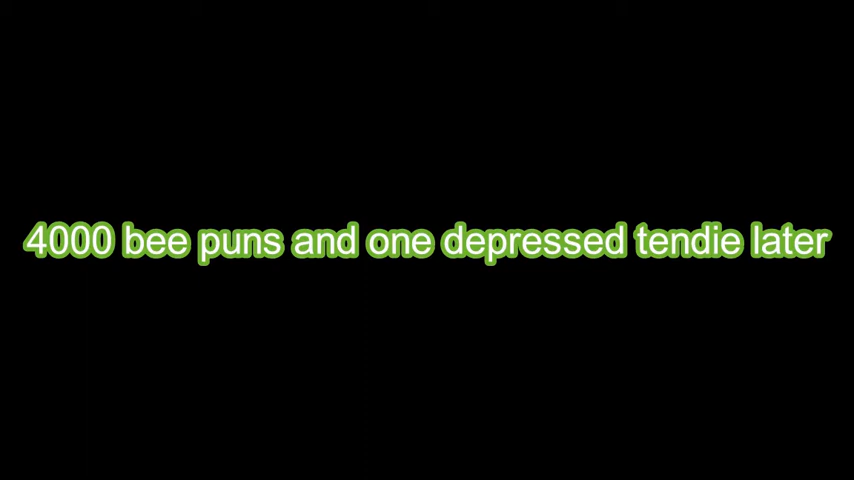 4000 bee puns and one depressed tendie later